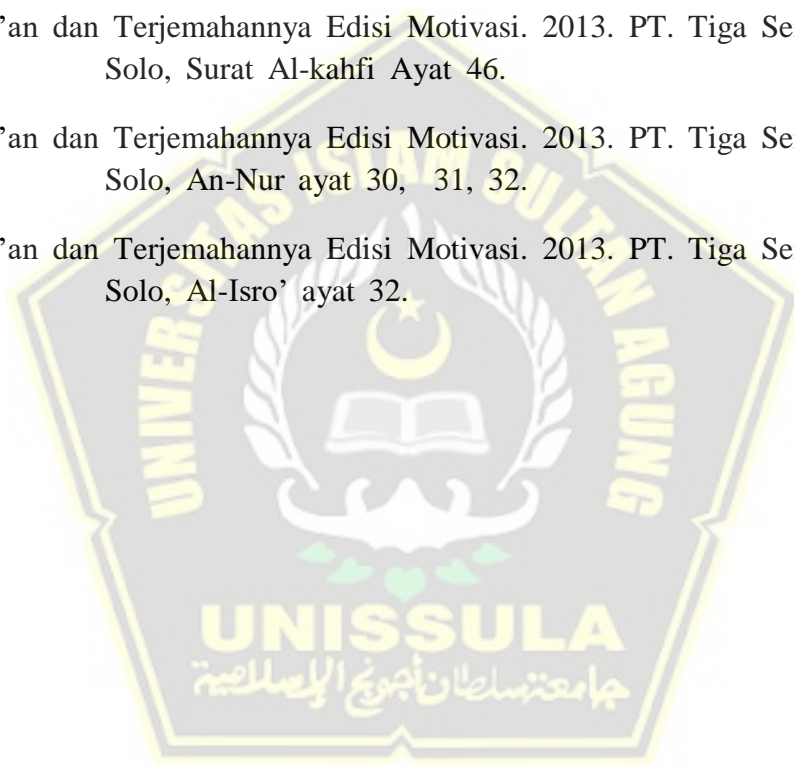 ’an dan Terjemahannya Edisi Motivasi. 2013. PT. Tiga Se
Solo, Surat Al-kahfi Ayat 46.
’an dan Terjemahannya Edisi Motivasi. 2013. PT. Tiga Se
Solo, An-Nur ayat 30, 31, 32.
’an dan Terjemahannya Edisi Motivasi. 2013. PT. Tiga Se
Solo, Al-Isro’ ayat 32.
UNIVERSITAS ISLAM SULTAN AGUNG
UNISSULA
جامعتنسلطان أجونج الإسلامية